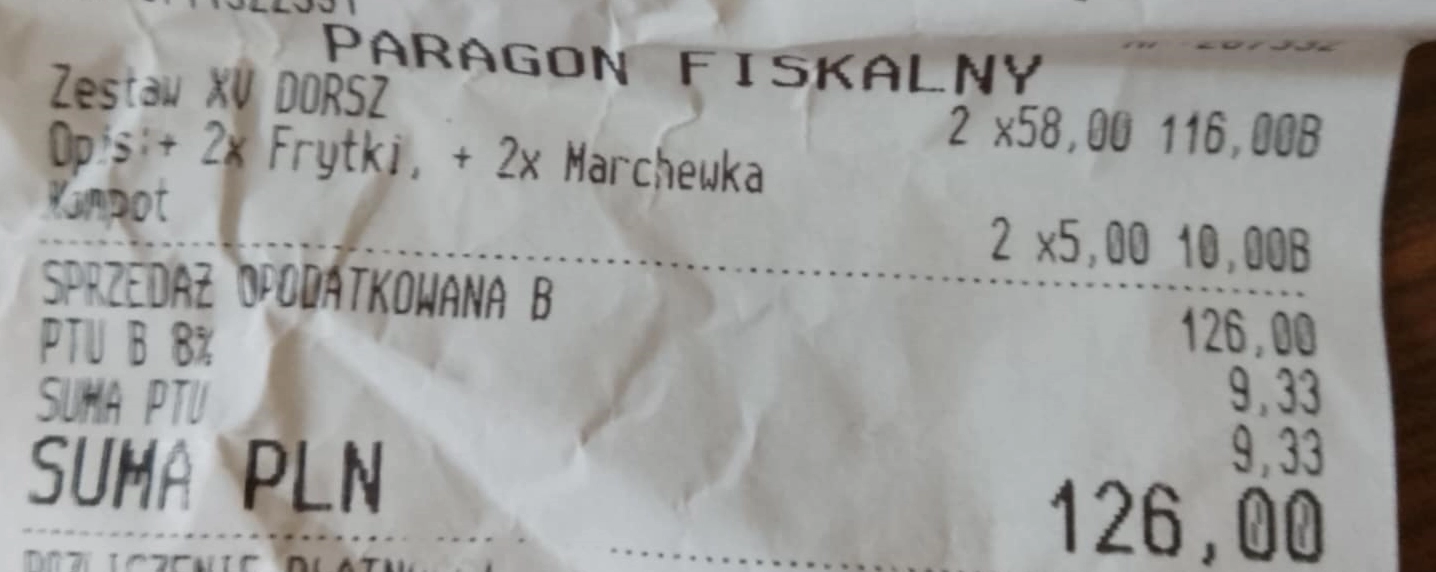 PARAGON FISKALNY
Zestaw XV DORSZ 2 x58,00 116,00B
Opis:+ 2x Frytki, + 2x Marchewka
Kompot 2 x5,00 10,00B
SPRZEDAŻ OPODATKOWANA B 126,00
PTU B 8% 9,33
SUMA PTU 9,33
SUMA PLN 126,00